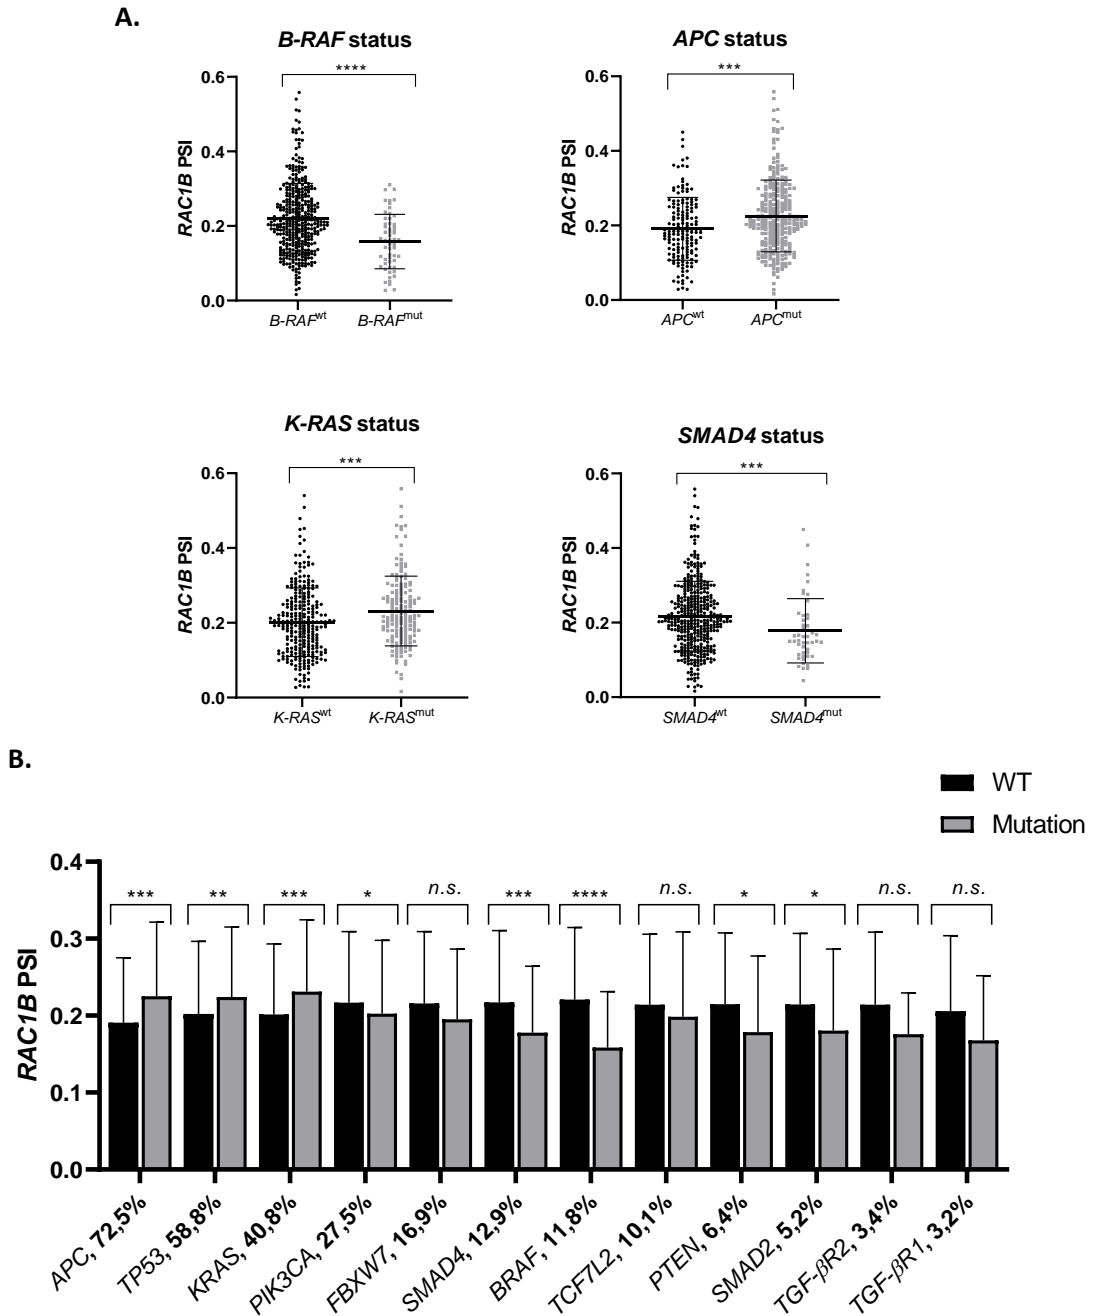 A.
B-RAF status
****
0.6
0.4
0.2
0.0
RAC1B PSI
B-RAFwt
B-RAFmut
APC status
***
0.6
0.4
0.2
0.0
RAC1B PSI
APCwt
APCmut
K-RAS status
***
0.6
0.4
0.2
0.0
RAC1B PSI
K-RASwt
K-RASmut
SMAD4 status
***
0.6
0.4
0.2
0.0
RAC1B PSI
SMAD4wt
SMAD4mut
B.
WT
Mutation
0.4
0.3
0.2
0.1
0.0
RAC1B PSI
*** ** *** * n.s. *** **** n.s. * * n.s. n.s.
APC, 72,5%
TP53, 58,8%
KRAS, 40,8%
PIK3CA, 27,5%
FBXW7, 16,9%
SMAD4, 12,9%
BRAF, 11,8%
TCF7L2, 10,1%
PTEN, 6,4%
SMAD2, 5,2%
TGF-βR2, 3,4%
TGF-βR1, 3,2%